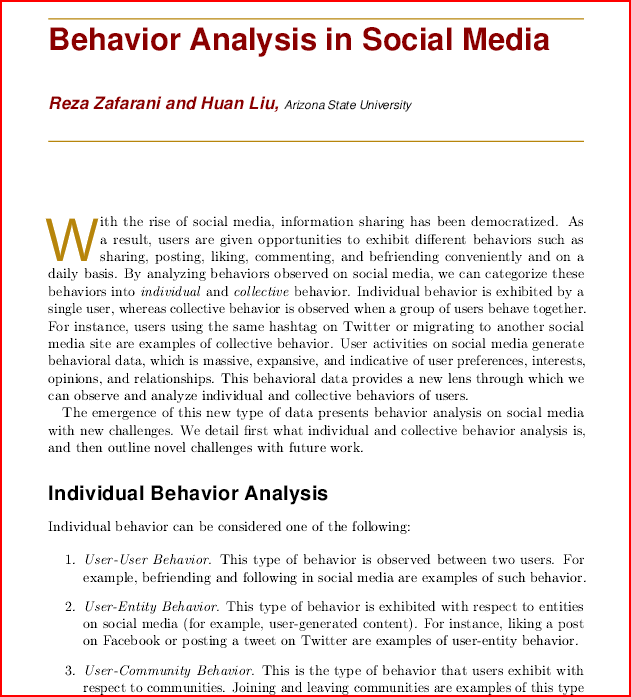 Behavior Analysis in Social Media
Reza Zafarani and Huan Liu, Arizona State University
With the rise of social media, information sharing has been democratized. As
a result, users are given opportunities to exhibit different behaviors such as
sharing, posting, liking, commenting, and befriending conveniently and on a
daily basis. By analyzing behaviors observed on social media, we can categorize these
behaviors into individual and collective behavior. Individual behavior is exhibited by a
single user, whereas collective behavior is observed when a group of users behave together.
For instance, users using the same hashtag on Twitter or migrating to another social
media site are examples of collective behavior. User activities on social media generate
behavioral data, which is massive, expansive, and indicative of user preferences, interests,
opinions, and relationships. This behavioral data provides a new lens through which we
can observe and analyze individual and collective behaviors of users.
The emergence of this new type of data presents behavior analysis on social media
with new challenges. We detail first what individual and collective behavior analysis is,
and then outline novel challenges with future work.
Individual Behavior Analysis
Individual behavior can be considered one of the following:
1. User-User Behavior. This type of behavior is observed between two users. For
example, befriending and following in social media are examples of such behavior.
2. User-Entity Behavior. This type of behavior is exhibited with respect to entities
on social media (for example, user-generated content). For instance, liking a post
on Facebook or posting a tweet on Twitter are examples of user-entity behavior.
3. User-Community Behavior. This is the type of behavior that users exhibit with
respect to communities. Joining and leaving communities are examples of this type